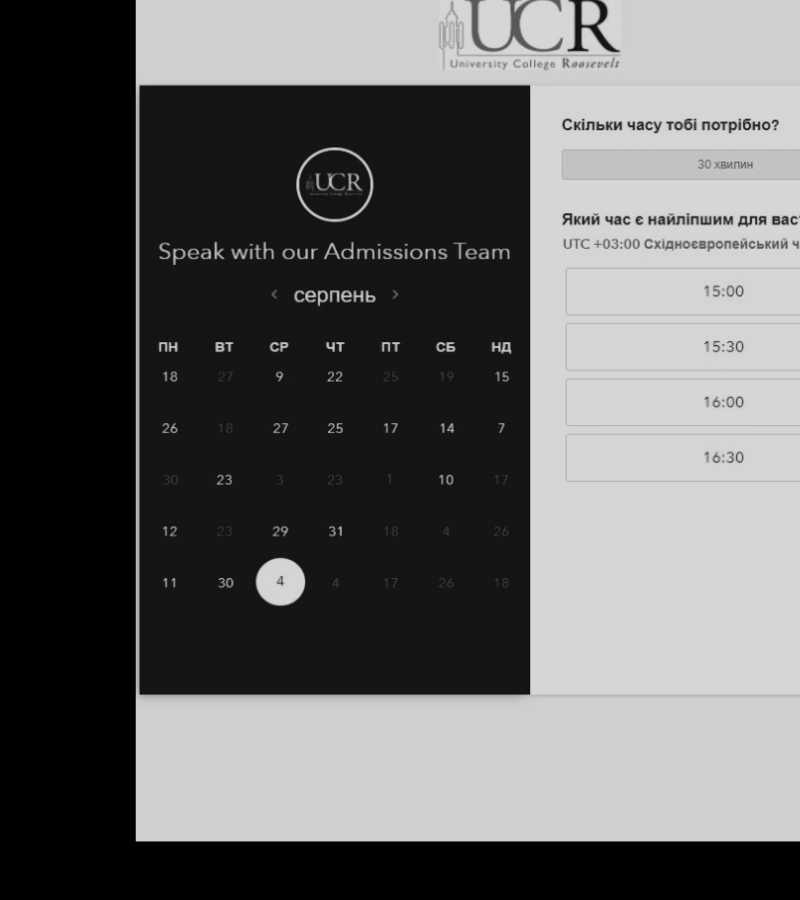 UCR
University College Roosevelt
UCR
Speak with our Admissions Team
‹ серпень ›
ПН ВТ СР ЧТ ПТ СБ НД
18 27 9 22 25 19 15
26 18 27 25 17 14 7
30 23 3 23 1 10 17
12 23 29 31 18 4 26
11 30 4 4 17 26 18
Скільки часу тобі потрібно?
30 хвилин
Який час є найліпшим для вас
UTC +03:00 Східноєвропейський ч
15:00
15:30
16:00
16:30